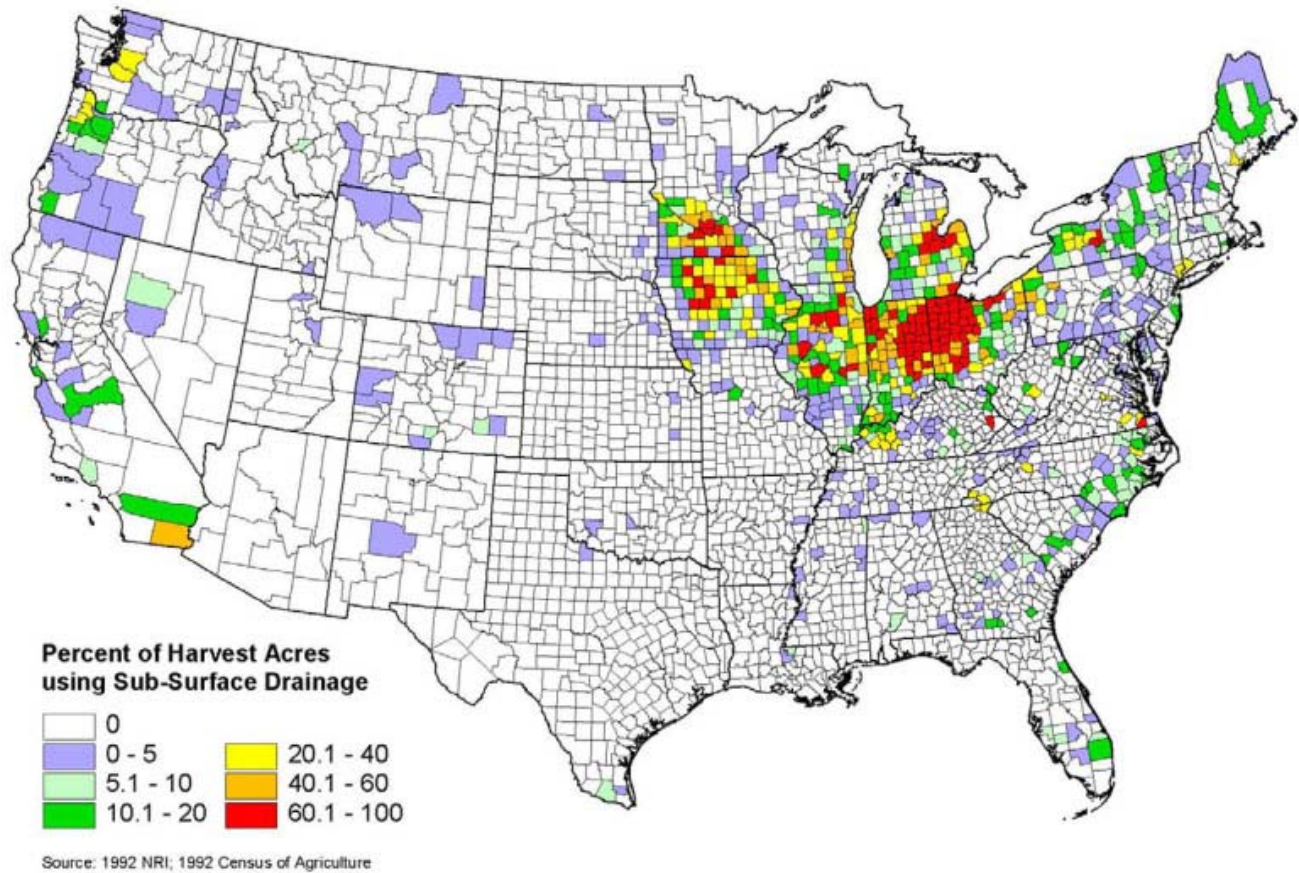 Percent of Harvest Acres
using Sub-Surface Drainage
0
0 - 5
5.1 - 10
10.1 - 20
20.1 - 40
40.1 - 60
60.1 - 100
Source: 1992 NRI; 1992 Census of Agriculture